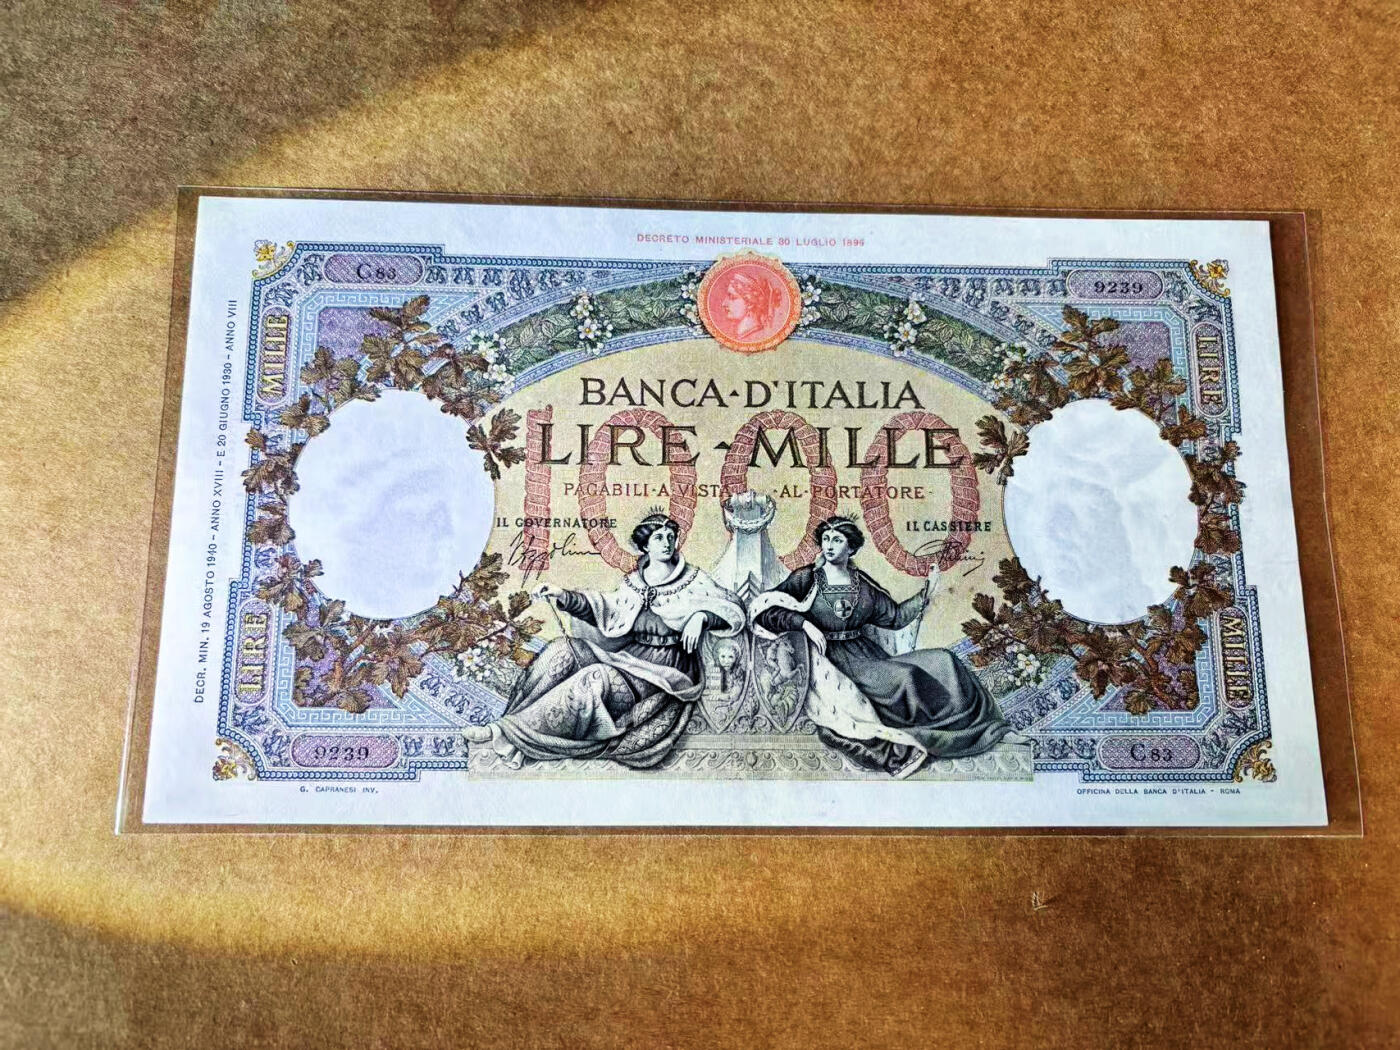 DECRETO MINISTERIALE 30 LUGLIO 1896
C83
9239
MILLE
LIRE
DECR. MIN. 19 AGOSTO 1940 - ANNO XVIII - E 20 GIUGNO 1930 - ANNO VIII
BANCA·D'ITALIA
1000
LIRE·MILLE
PAGABILI·A VISTA·AL·PORTATORE
IL GOVERNATORE
IL CASSIERE
LIRE
MILLE
9239
C83
G. CAPRANESI INV.
OFFICINA DELLA BANCA D'ITALIA - ROMA